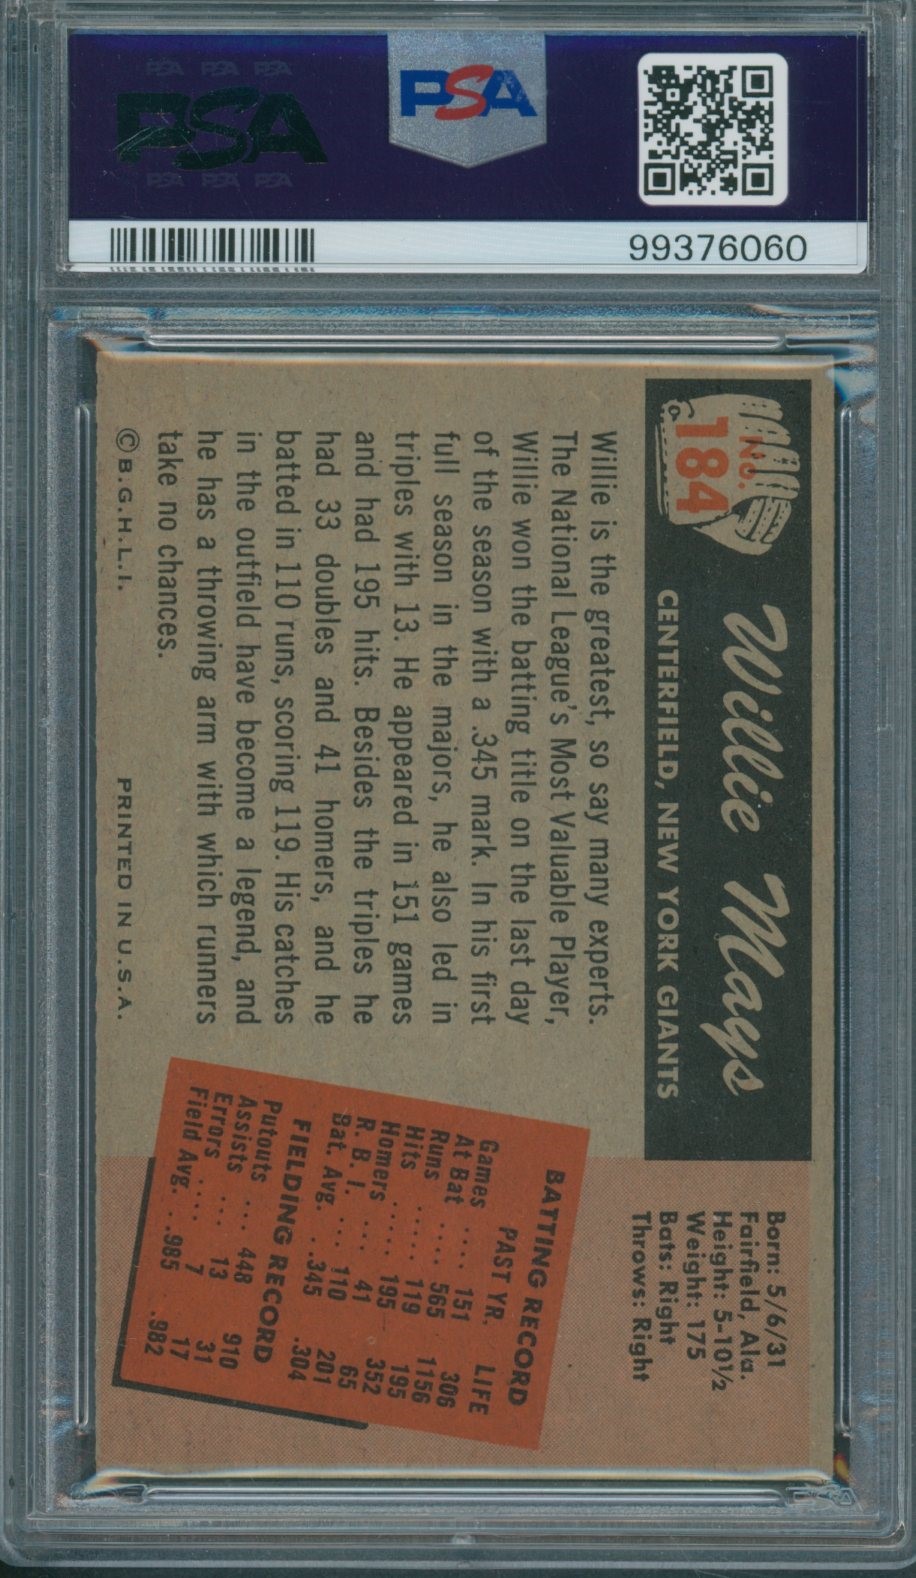 PSA PSA PSA
PSA
PSA PSA PSA
PSA
99376060
No.
184
Willie Mays
CENTERFIELD, NEW YORK GIANTS
Willie is the greatest, so say many experts.
The National League's Most Valuable Player,
Willie won the batting title on the last day
of the season with a .345 mark. In his first
full season in the majors, he also led in
triples with 13. He appeared in 151 games
and had 195 hits. Besides the triples he
had 33 doubles and 41 homers, and he
batted in 110 runs, scoring 119. His catches
in the outfield have become a legend, and
he has a throwing arm with which runners
take no chances.
© B.G.H.L.I. PRINTED IN U.S.A.
Born: 5/6/31
Fairfield, Ala.
Height: 5-10½
Weight: 175
Bats: Right
Throws: Right
BATTING RECORD
PAST YR. LIFE
Games .... 151 306
At Bat .... 565 1156
Runs ..... 119 195
Hits ..... 195 352
Homers .... 41 65
R. B. I. ... 110 201
Bat. Avg. ...345 .304
FIELDING RECORD
Putouts ... 448 910
Assists ... 13 31
Errors .... 7 17
Field Avg. ..985 .982